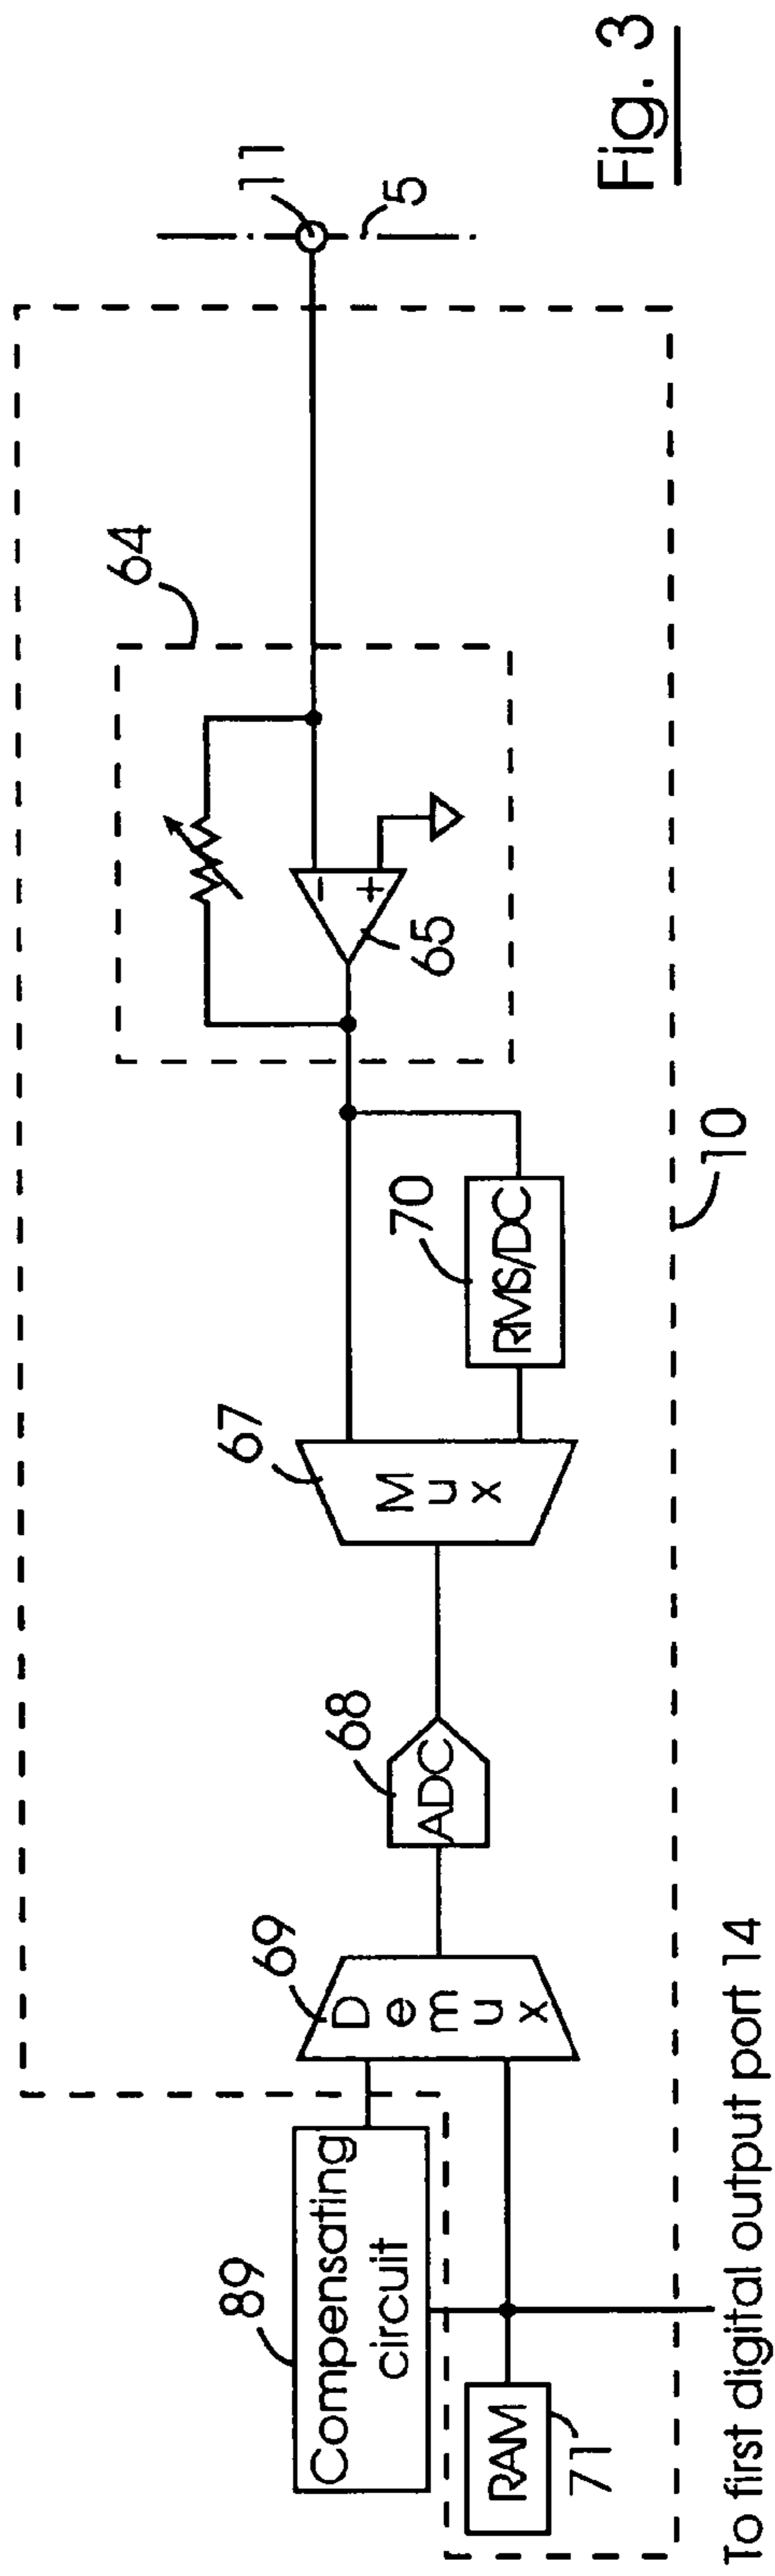 Fig. 3
11
5
64
65
−
+
10
70
RMS/DC
67
Mux
68
ADC
69
Demux
89
Compensating
circuit
RAM
71
To first digital output port 14